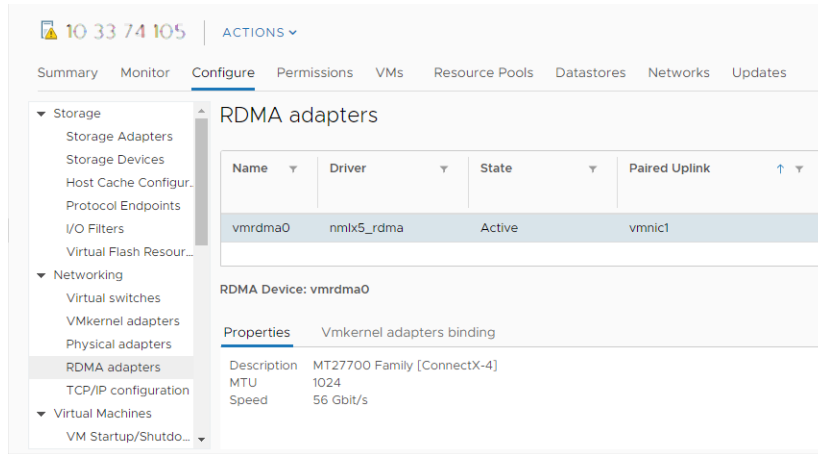 10 33 74 105 ACTIONS
Summary Monitor Configure Permissions VMs Resource Pools Datastores Networks Updates
Storage
Storage Adapters
Storage Devices
Host Cache Configur..
Protocol Endpoints
I/O Filters
Virtual Flash Resour...
Networking
Virtual switches
VMkernel adapters
Physical adapters
RDMA adapters
TCP/IP configuration
Virtual Machines
VM Startup/Shutdo...
RDMA adapters
Name Driver State Paired Uplink
vmrdma0 nmlx5_rdma Active vmnic1
RDMA Device: vmrdma0
Properties Vmkernel adapters binding
Description MT27700 Family [ConnectX-4]
MTU 1024
Speed 56 Gbit/s